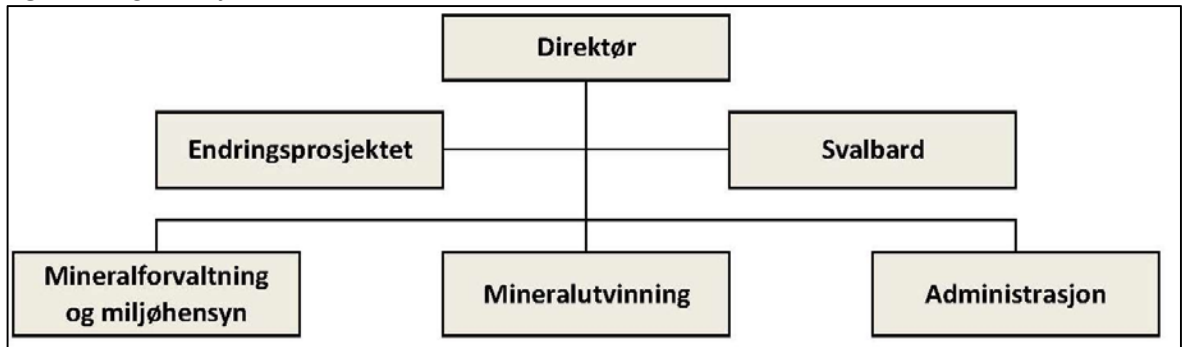 Direktør
Endringsprosjektet
Svalbard
Mineralforvaltning
og miljøhensyn
Mineralutvinning
Administrasjon